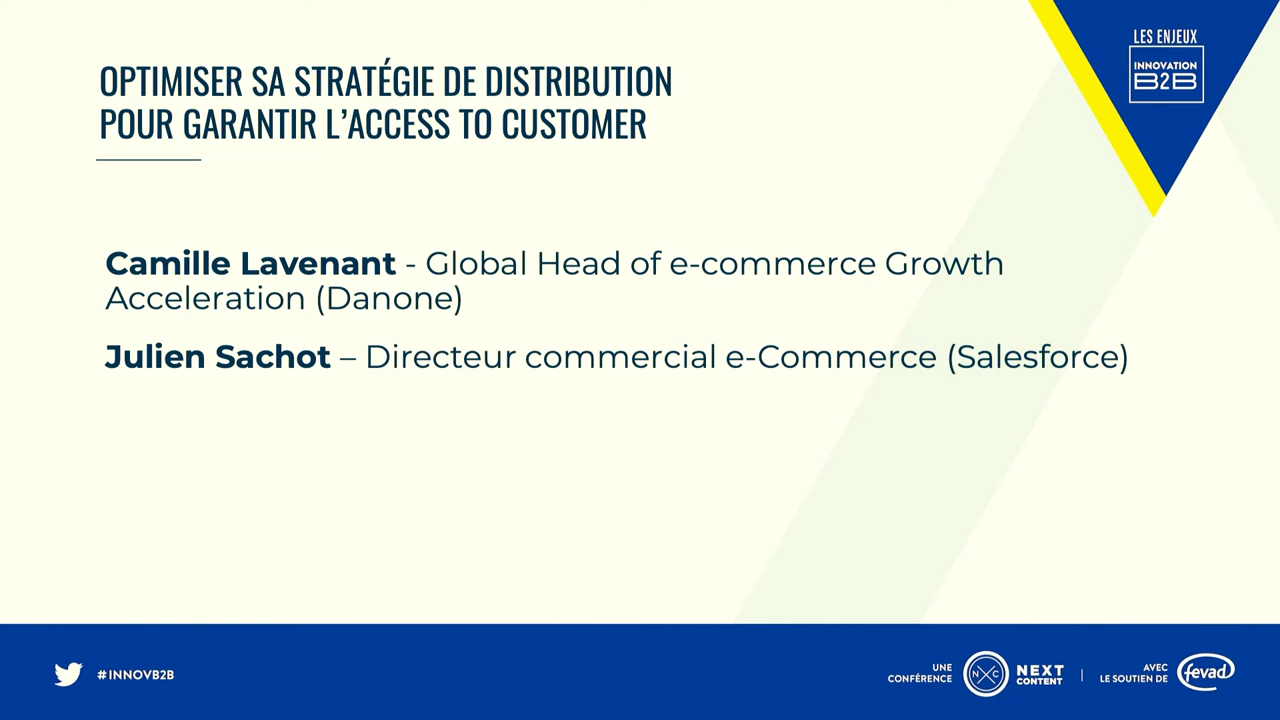 OPTIMISER SA STRATÉGIE DE DISTRIBUTION
POUR GARANTIR L’ACCESS TO CUSTOMER
LES ENJEUX
INNOVATION
B2B
Camille Lavenant - Global Head of e-commerce Growth
Acceleration (Danone)
Julien Sachot – Directeur commercial e-Commerce (Salesforce)
#INNOVB2B
UNE
CONFÉRENCE
NXC
NEXT
CONTENT
AVEC
LE SOUTIEN DE
fevad